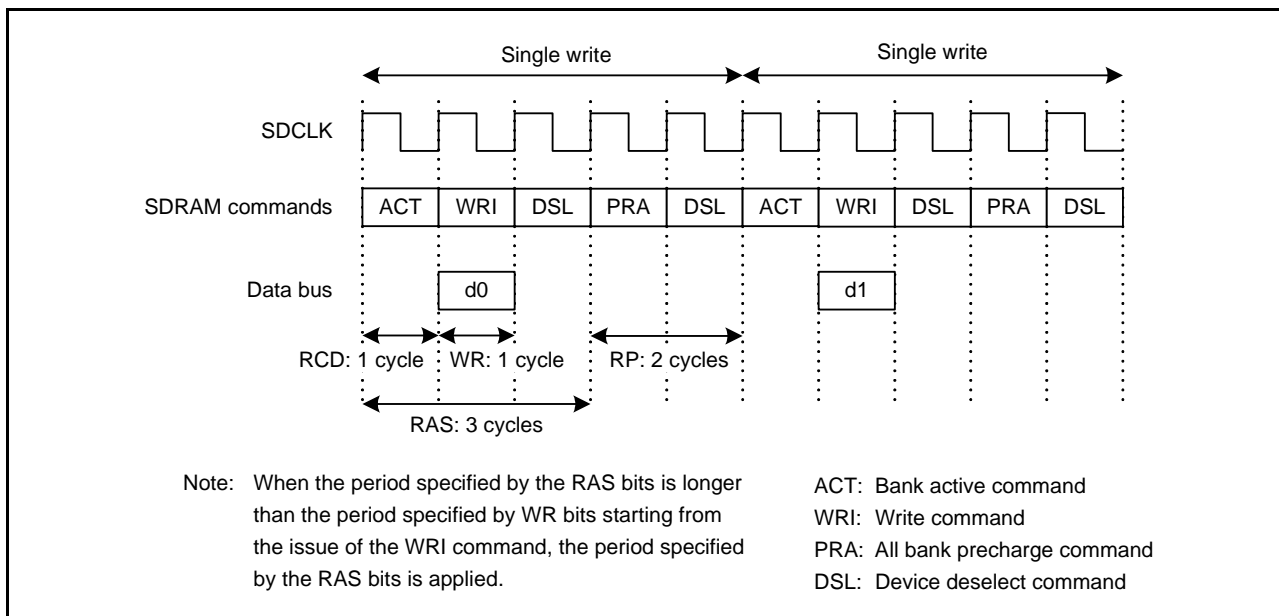 Single write Single write
SDCLK
SDRAM commands ACT WRI DSL PRA DSL ACT WRI DSL PRA DSL
Data bus d0 d1
RCD: 1 cycle WR: 1 cycle RP: 2 cycles
RAS: 3 cycles
Note: When the period specified by the RAS bits is longer
than the period specified by WR bits starting from
the issue of the WRI command, the period specified
by the RAS bits is applied.
ACT: Bank active command
WRI: Write command
PRA: All bank precharge command
DSL: Device deselect command